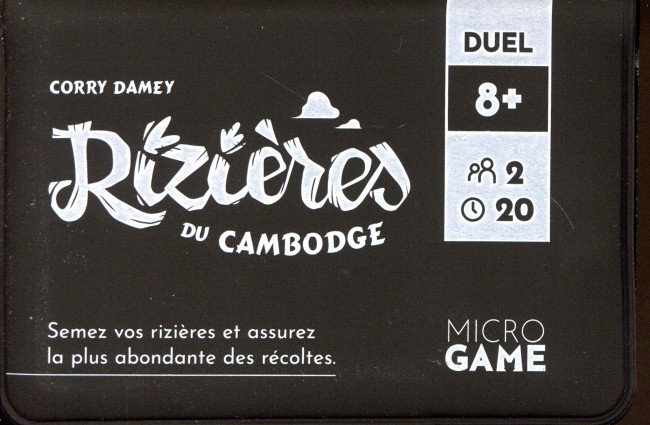 CORRY DAMEY
Rizières
DU CAMBODGE
DUEL
8+
2
20
Semez vos rizières et assurez
la plus abondante des récoltes.
MICRO
GAME